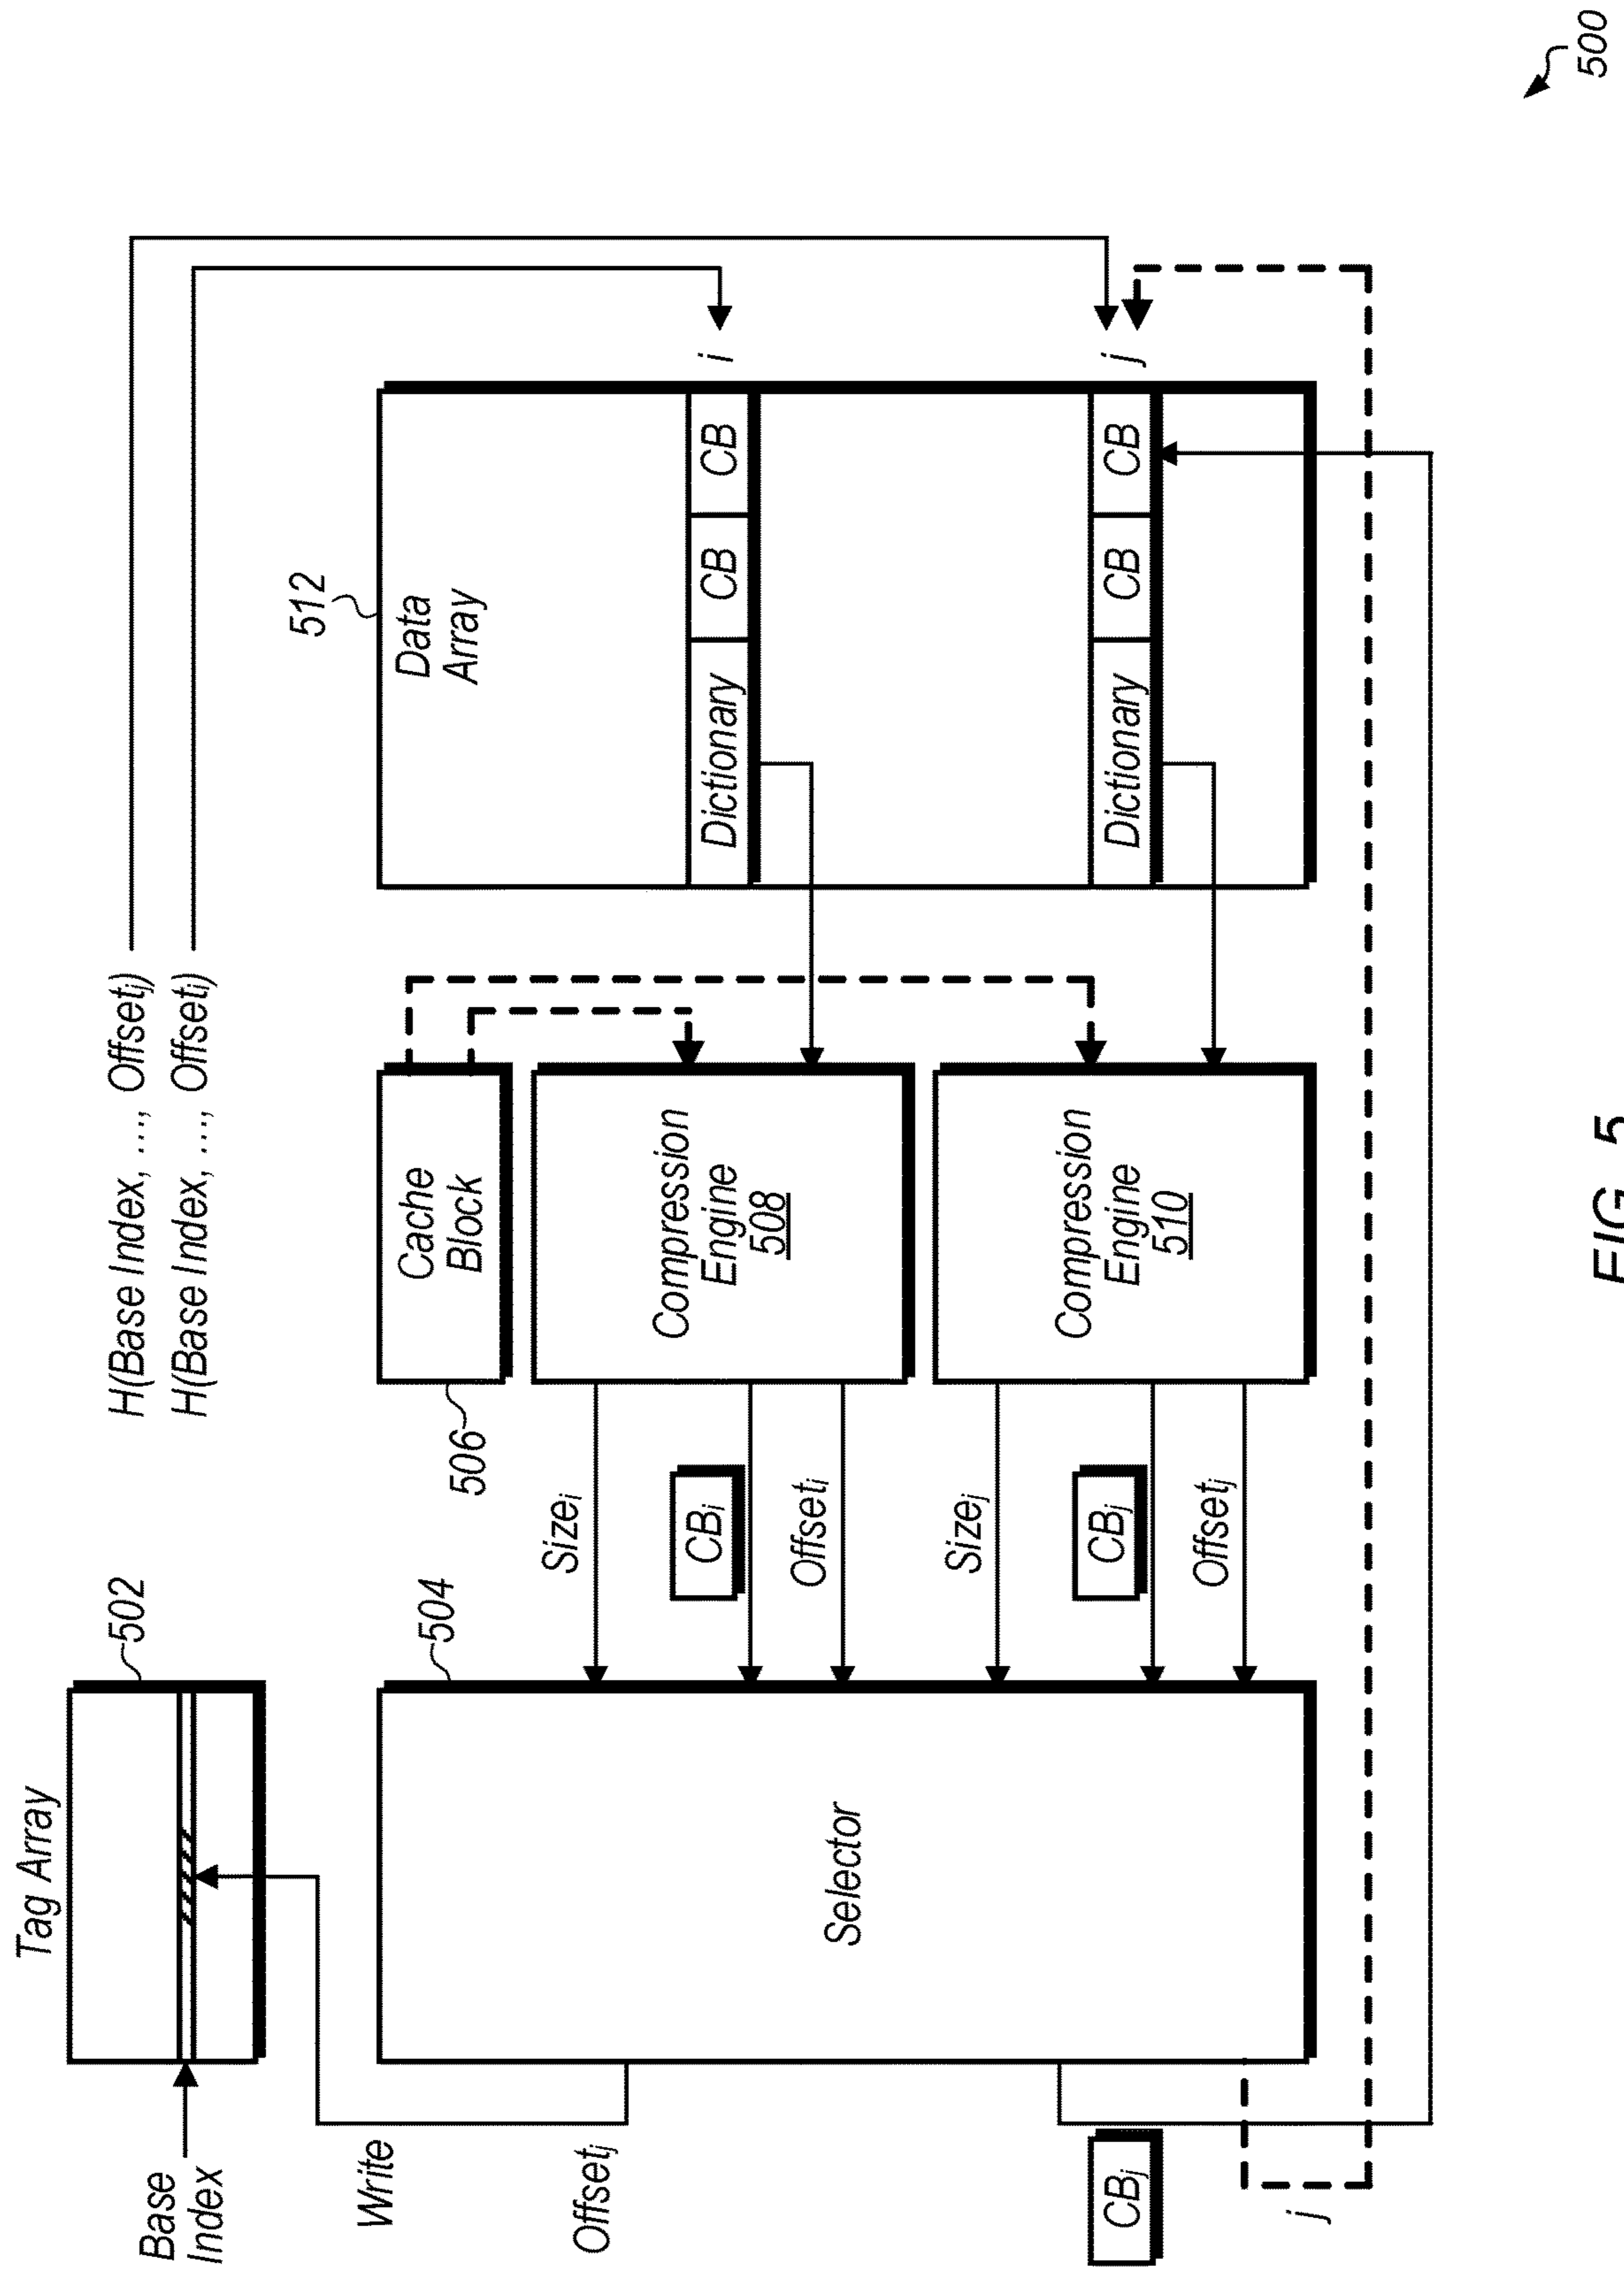 Tag Array
502
Base
Index
H(Base Index, ..., Offsetj)
H(Base Index, ..., Offseti)
Write
Offsetj
504
Selector
CBj
j
506
Cache
Block
Sizei
CBi
Offseti
Compression
Engine
508
Sizej
CBj
Offsetj
Compression
Engine
510
512
Data
Array
Dictionary CB CB i
Dictionary CB CB j
500
FIG. 5